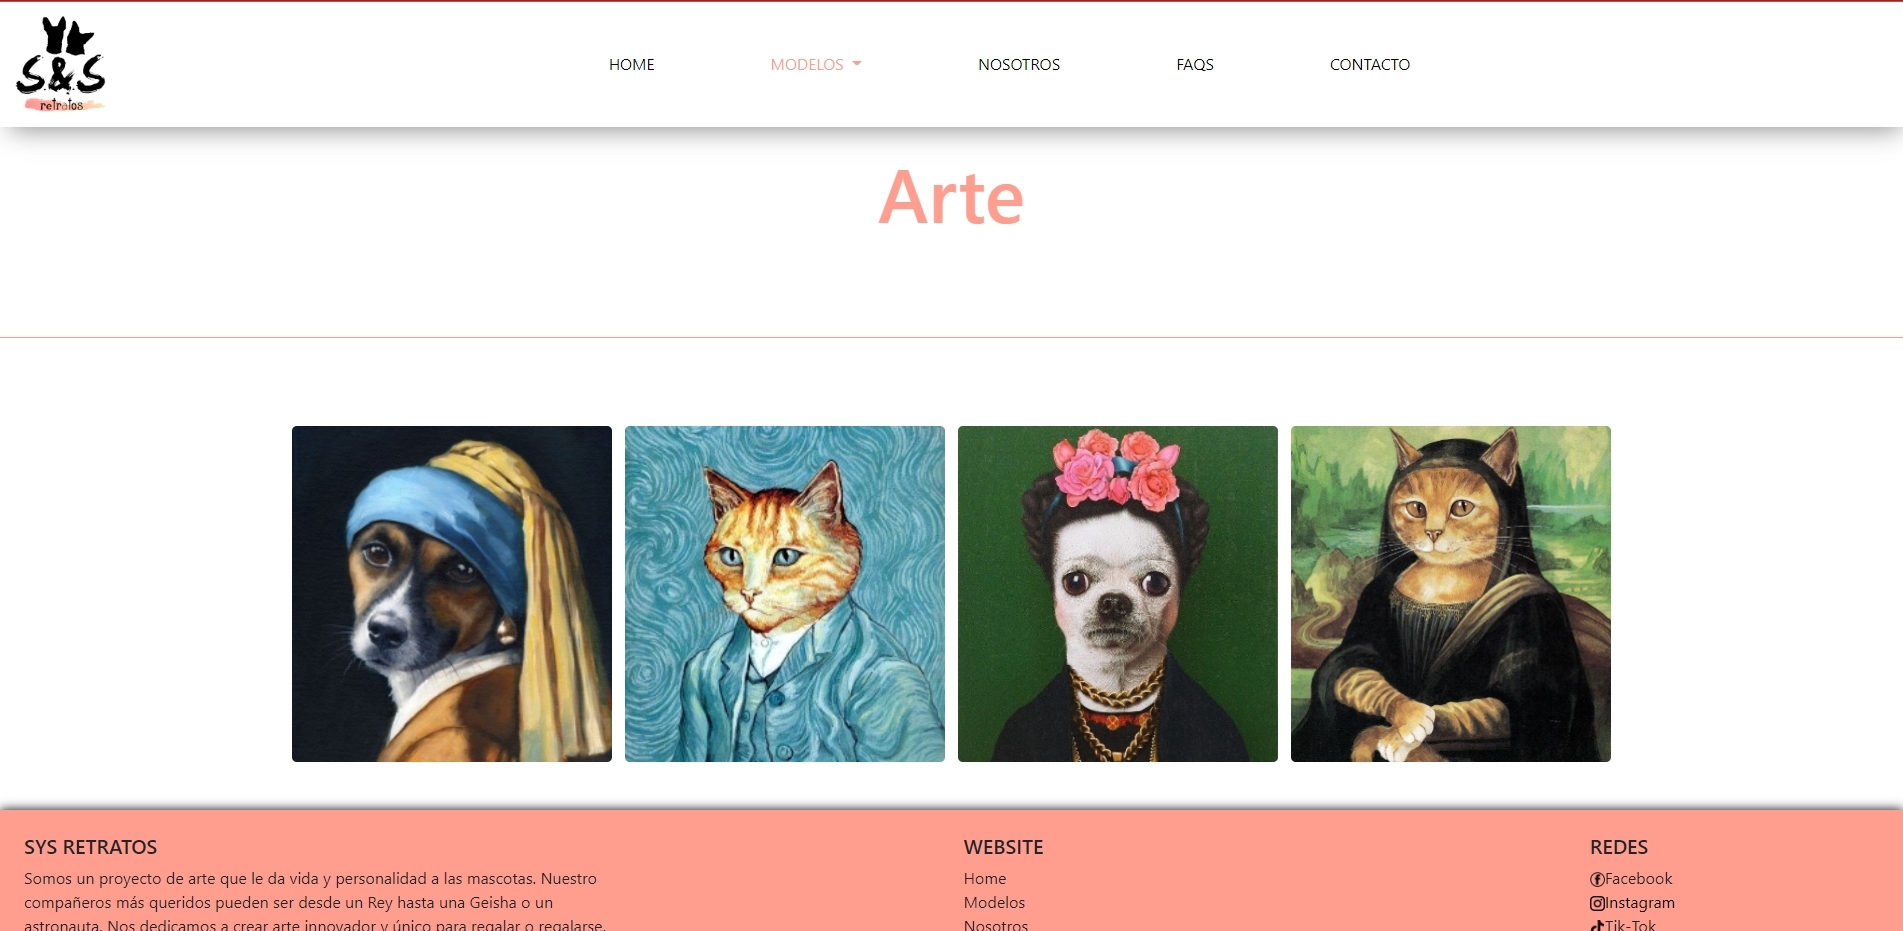 S&S
retratos
HOME
MODELOS
NOSOTROS
FAQS
CONTACTO
Arte
SYS RETRATOS
Somos un proyecto de arte que le da vida y personalidad a las mascotas. Nuestro
compañeros más queridos pueden ser desde un Rey hasta una Geisha o un
astronauta. Nos dedicamos a crear arte innovador y único para regalar o regalarse.
WEBSITE
Home
Modelos
Nosotros
REDES
Facebook
Instagram
Tik-Tok